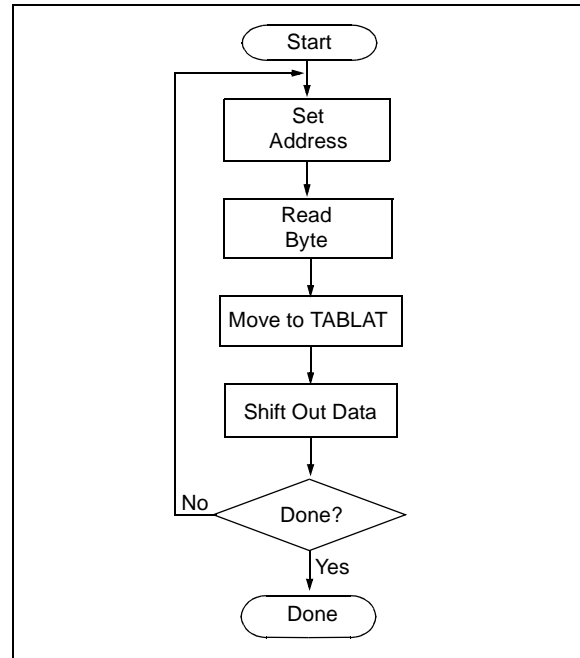 Start
Set
Address
Read
Byte
Move to TABLAT
Shift Out Data
Done?
No
Yes
Done